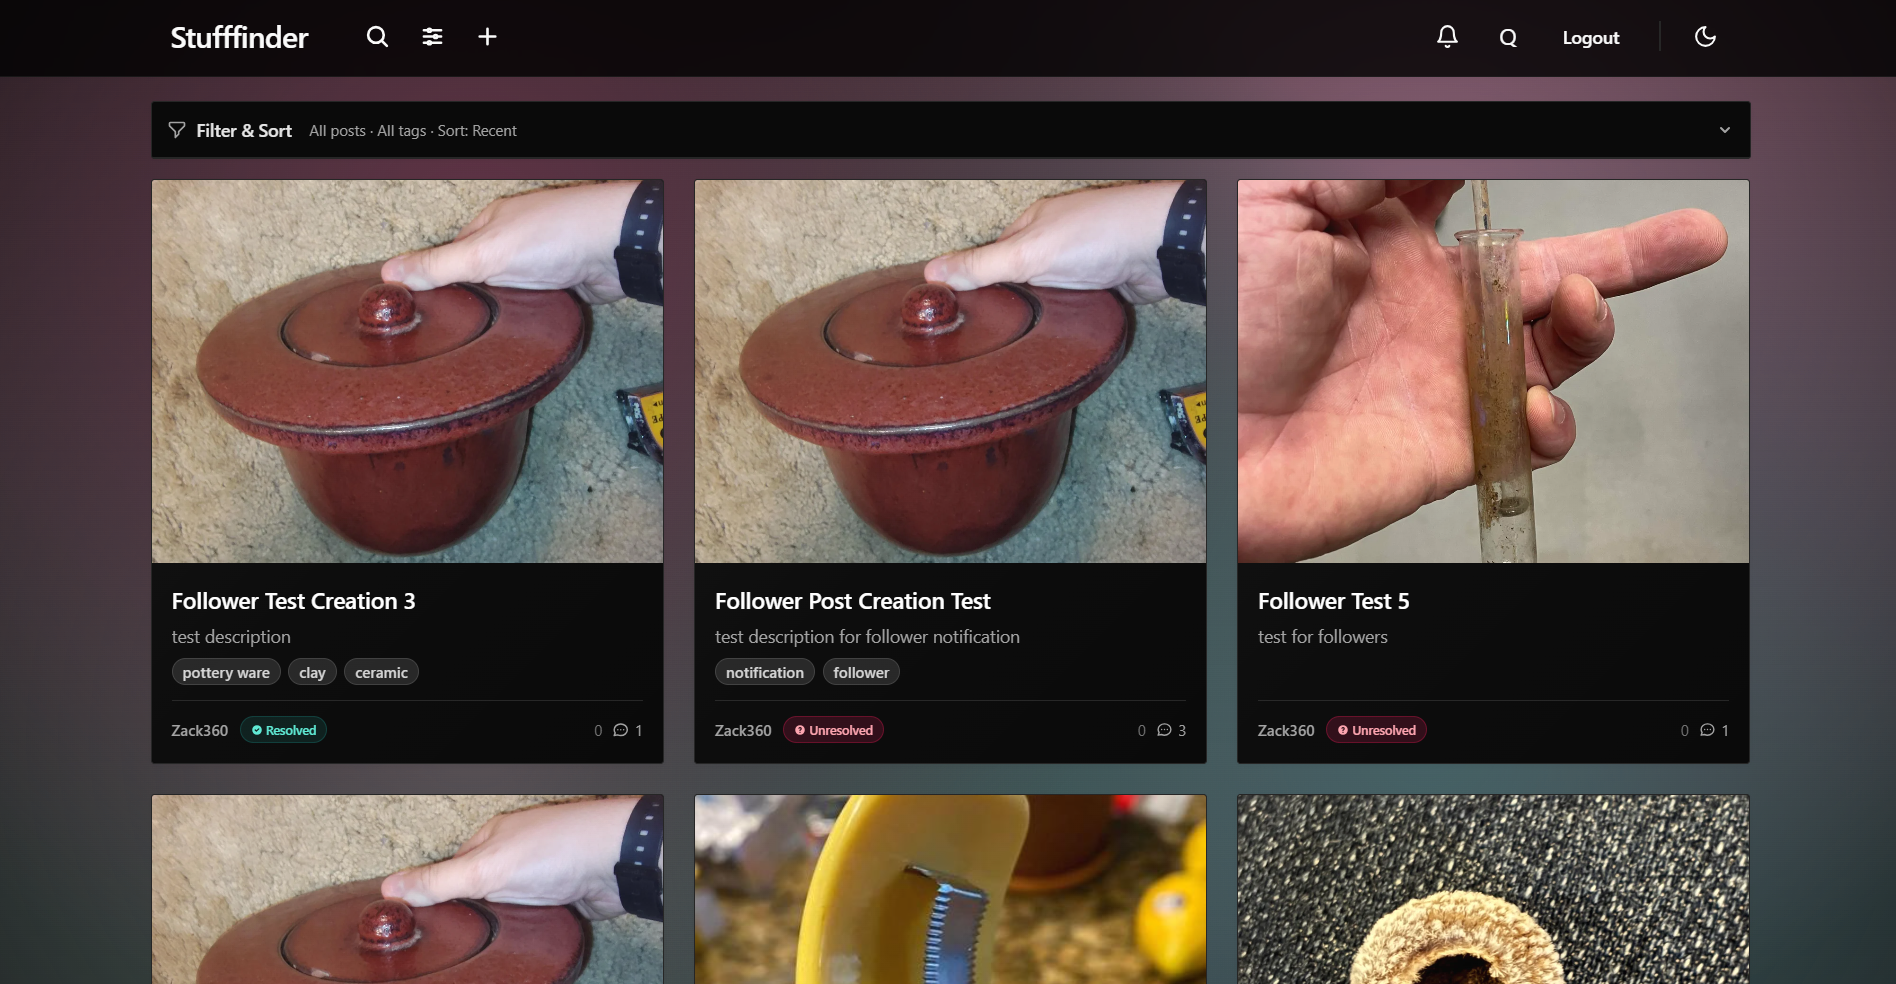 Stufffinder
Q
Logout
Filter & Sort All posts · All tags · Sort: Recent
Follower Test Creation 3
test description
pottery ware clay ceramic
Zack360 Resolved 0 1
Follower Post Creation Test
test description for follower notification
notification follower
Zack360 Unresolved 0 3
Follower Test 5
test for followers
Zack360 Unresolved 0 1